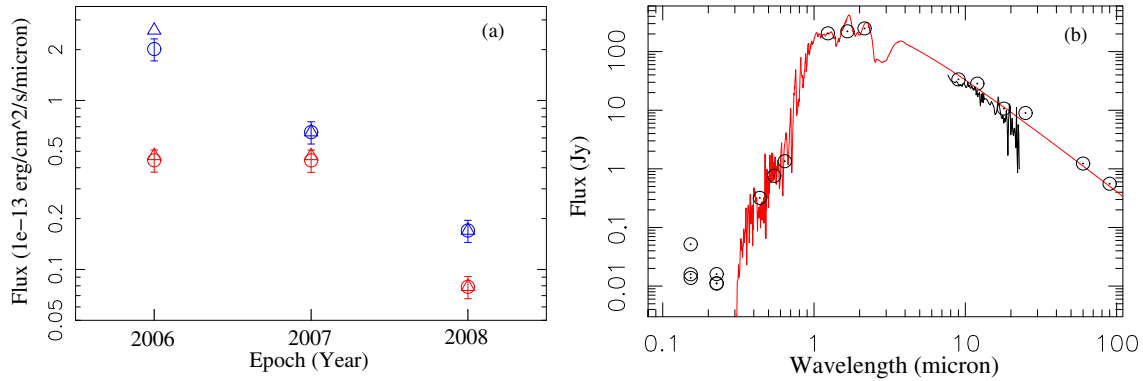 (a)
2
1
0.5
0.2
0.1
0.05
2006 2007 2008
Epoch (Year)
Flux (1e−13 erg/cm^2/s/micron)
(b)
100
10
1
0.1
0.01
0.1 1 10 100
Wavelength (micron)
Flux (Jy)